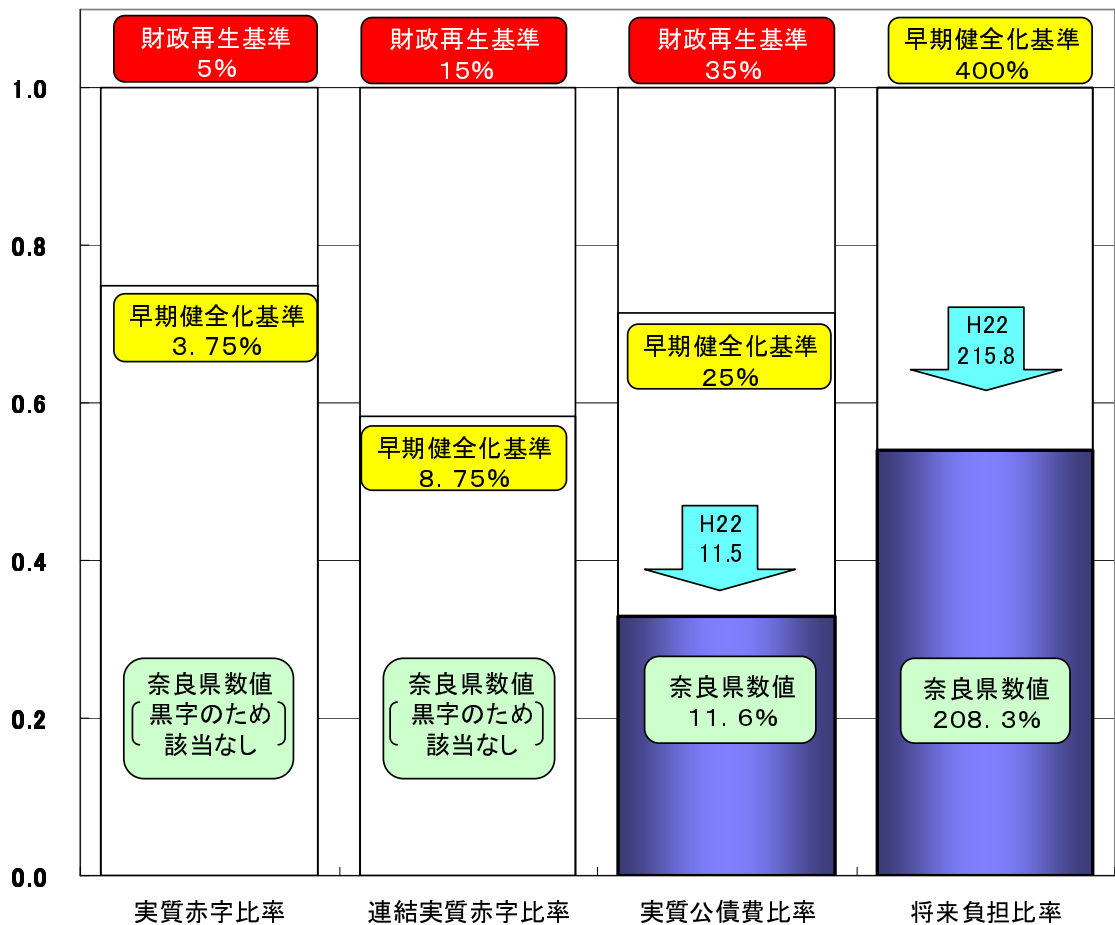 財政再生基準
5%
財政再生基準
15%
財政再生基準
35%
早期健全化基準
400%
1.0
0.8
0.6
0.4
0.2
0.0
早期健全化基準
3．75%
早期健全化基準
8．75%
早期健全化基準
25%
H22
215.8
H22
11.5
奈良県数値
黒字のため
該当なし
奈良県数値
黒字のため
該当なし
奈良県数値
11．6%
奈良県数値
208．3%
実質赤字比率
連結実質赤字比率
実質公債費比率
将来負担比率